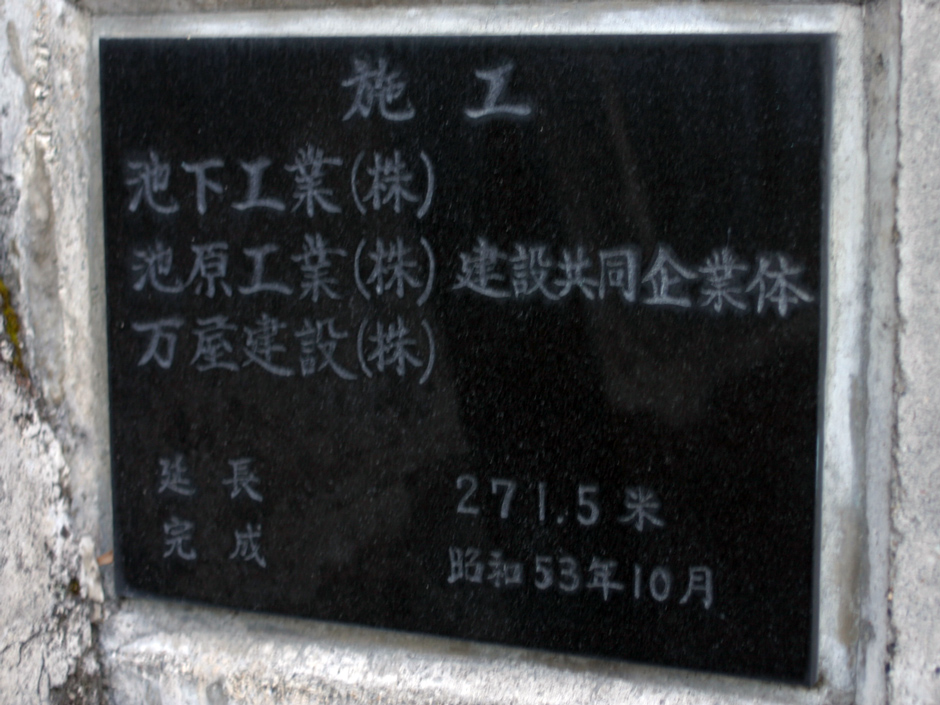 施工
池下工業(株)
池原工業(株) 建設共同企業体
万屋建設(株)
延長 271.5米
完成 昭和53年10月